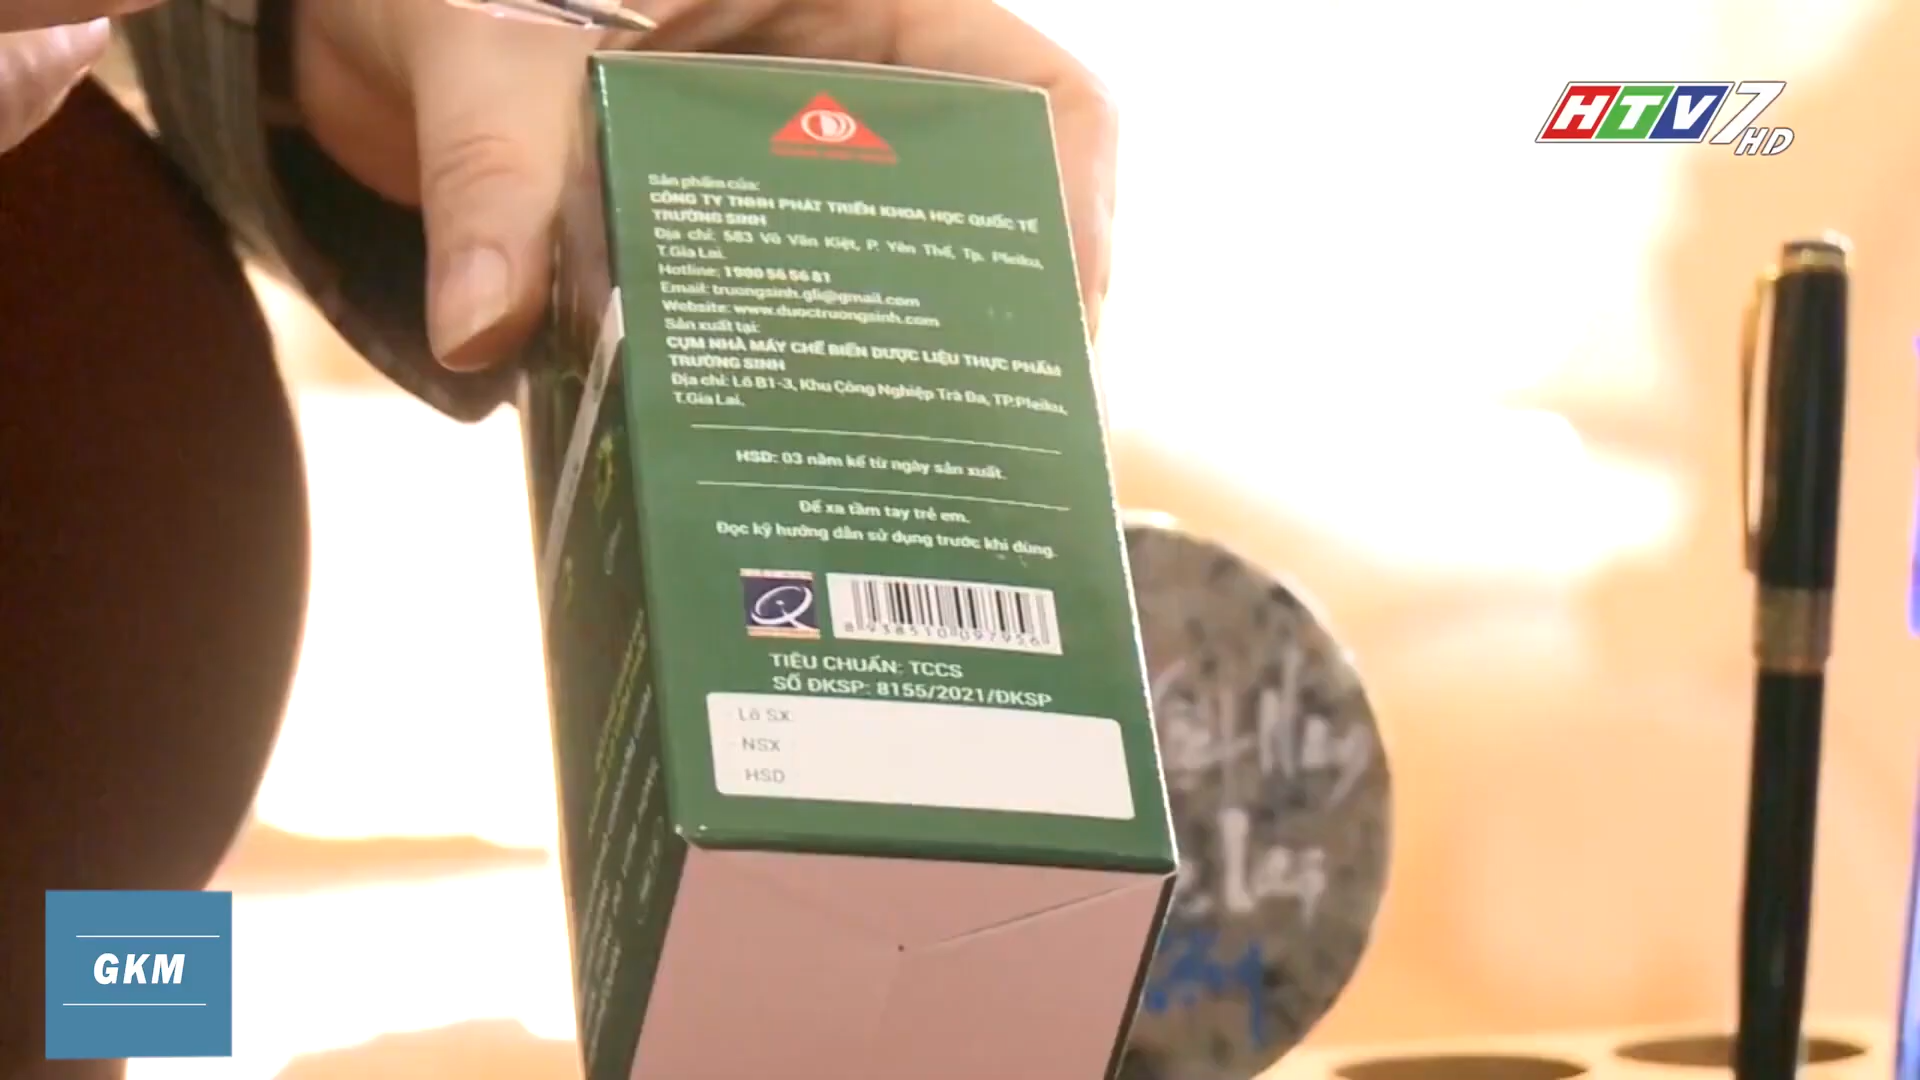 HTV7
HD
Sản phẩm của:
CÔNG TY TNHH PHÁT TRIỂN KHOA HỌC QUỐC TẾ
TRƯỜNG SINH
Địa chỉ: 583 Võ Văn Kiệt, P. Yên Thế, Tp. Pleiku,
T.Gia Lai.
Hotline: 1900 56 56 81
Email: truongsinh.gli@gmail.com
Website: www.duoctruongsinh.com
Sản xuất tại:
CỤM NHÀ MÁY CHẾ BIẾN DƯỢC LIỆU THỰC PHẨM
TRƯỜNG SINH
Địa chỉ: Lô B1-3, Khu Công Nghiệp Trà Đa, TP.Pleiku,
T.Gia Lai.
HSD: 03 năm kể từ ngày sản xuất.
Để xa tầm tay trẻ em.
Đọc kỹ hướng dẫn sử dụng trước khi dùng.
8 938510 097956
TIÊU CHUẨN: TCCS
SỐ ĐKSP: 8155/2021/ĐKSP
Lô SX
NSX
HSD
GKM